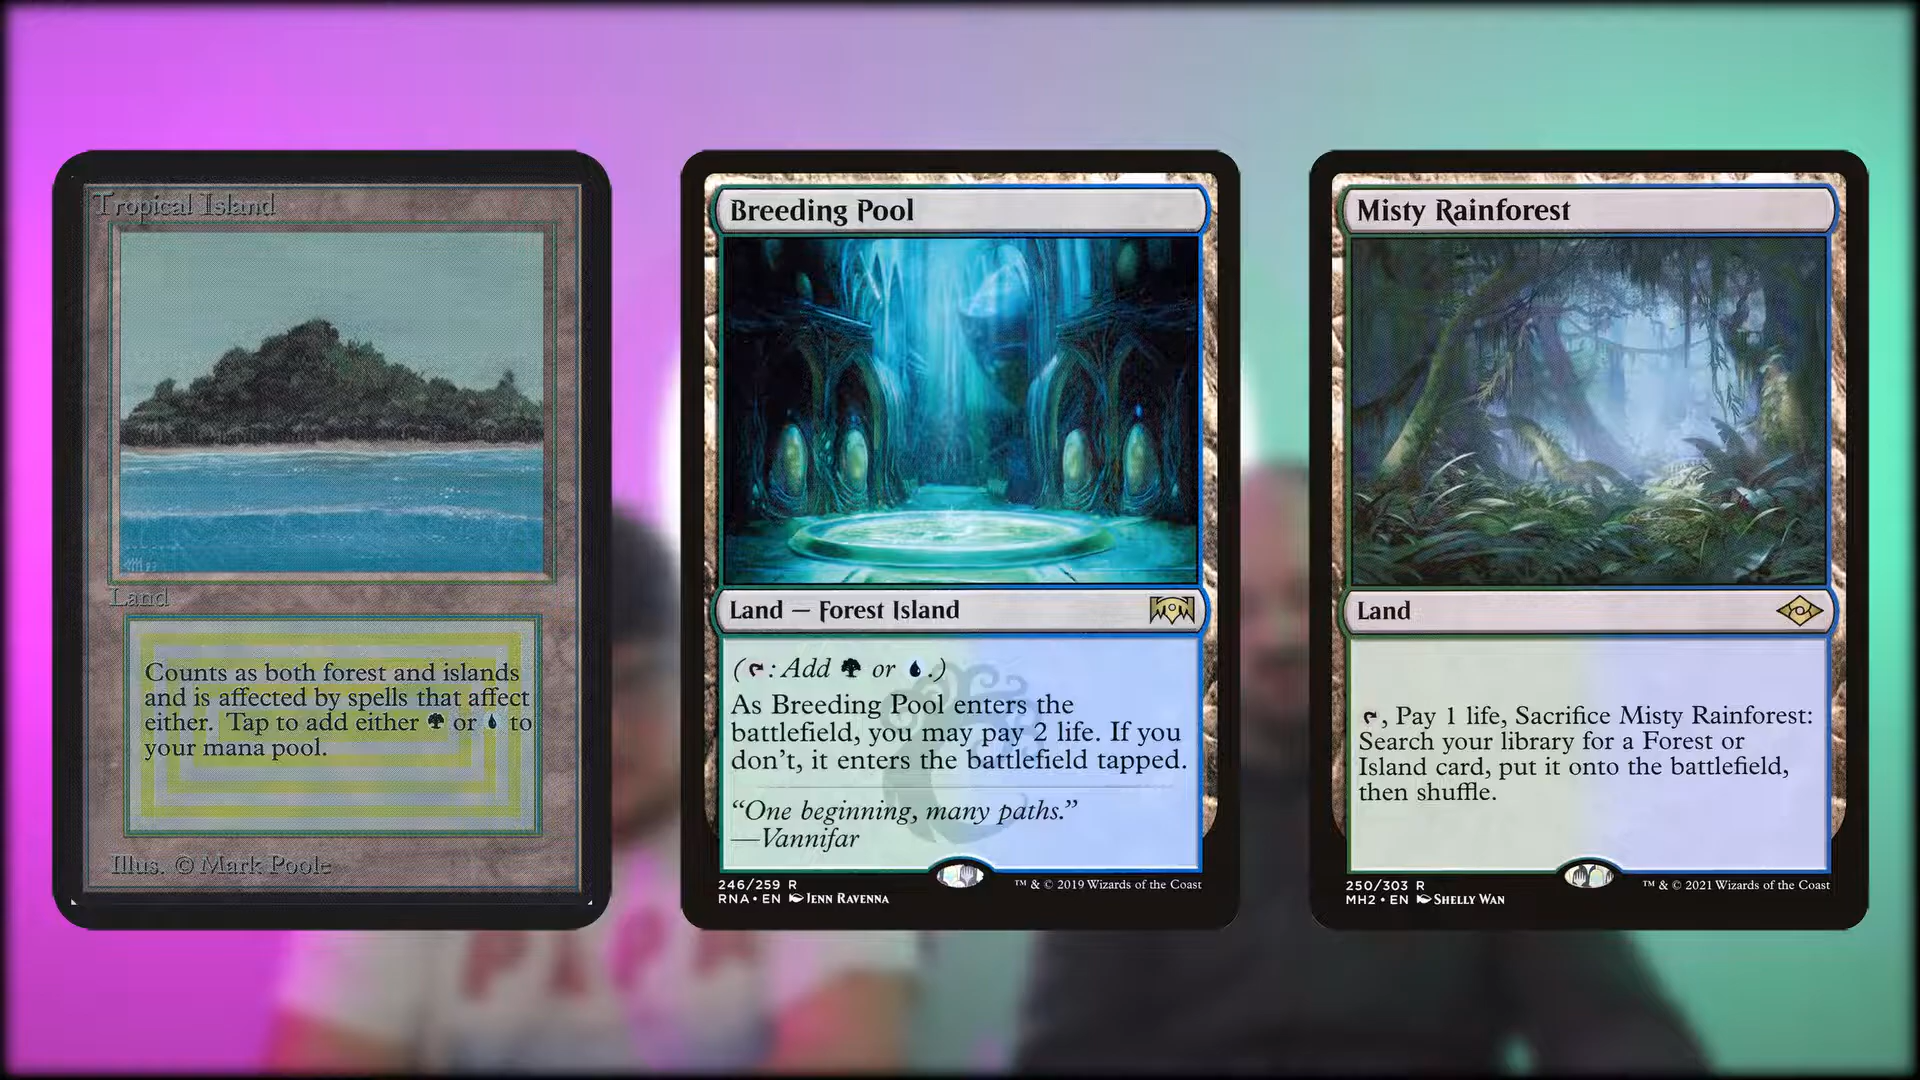 Tropical Island
Land
Counts as both forest and islands
and is affected by spells that affect
either. Tap to add either or to
your mana pool.
Illus. © Mark Poole
Breeding Pool
Land — Forest Island
( : Add or .)
As Breeding Pool enters the
battlefield, you may pay 2 life. If you
don't, it enters the battlefield tapped.
“One beginning, many paths.”
—Vannifar
246/259 R
RNA • EN JENN RAVENNA
™ & © 2019 Wizards of the Coast
Misty Rainforest
Land
, Pay 1 life, Sacrifice Misty Rainforest:
Search your library for a Forest or
Island card, put it onto the battlefield,
then shuffle.
250/303 R
MH2 • EN SHELLY WAN
™ & © 2021 Wizards of the Coast